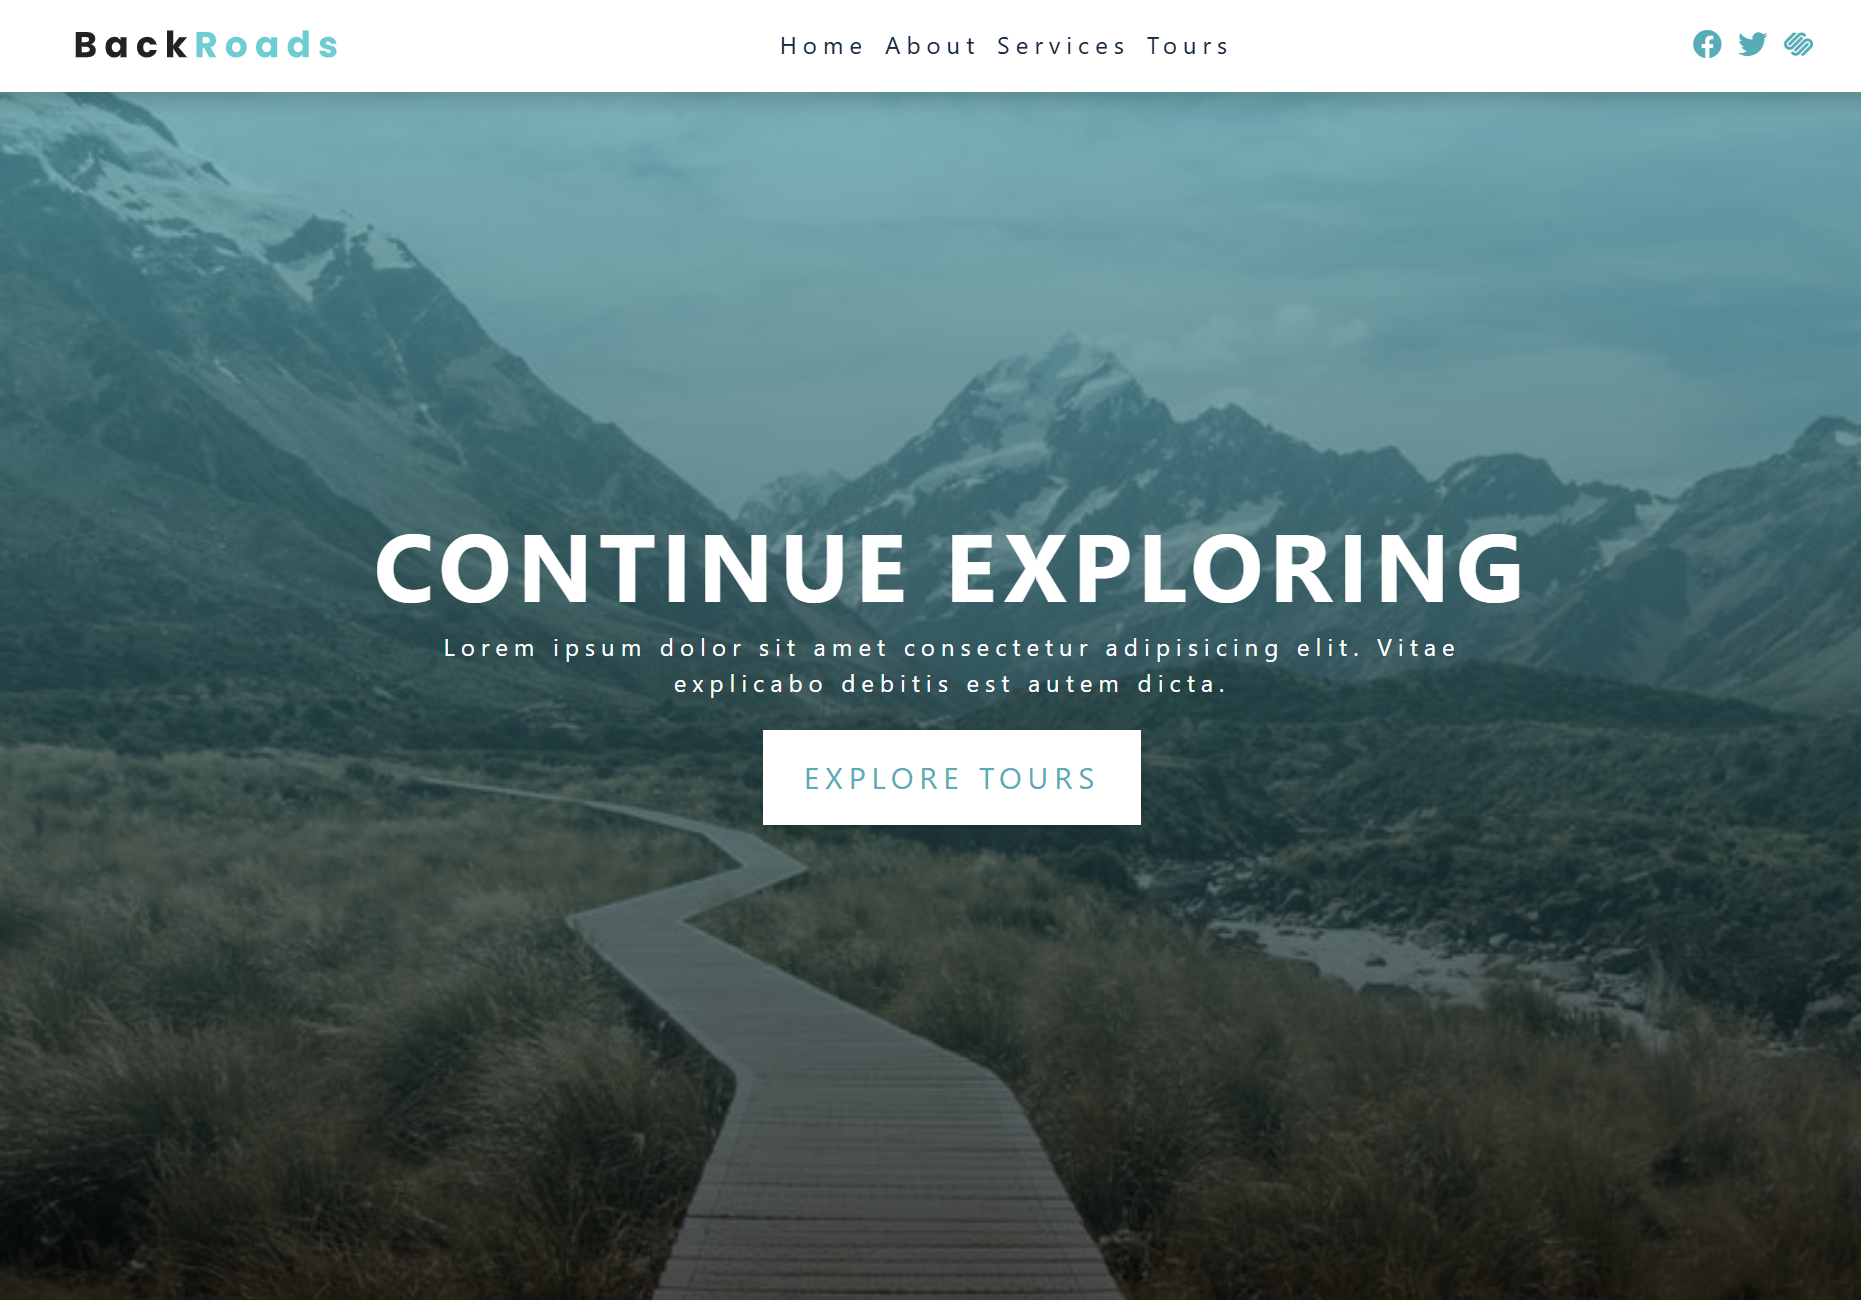 BackRoads
Home About Services Tours
CONTINUE EXPLORING
Lorem ipsum dolor sit amet consectetur adipisicing elit. Vitae
explicabo debitis est autem dicta.
EXPLORE TOURS